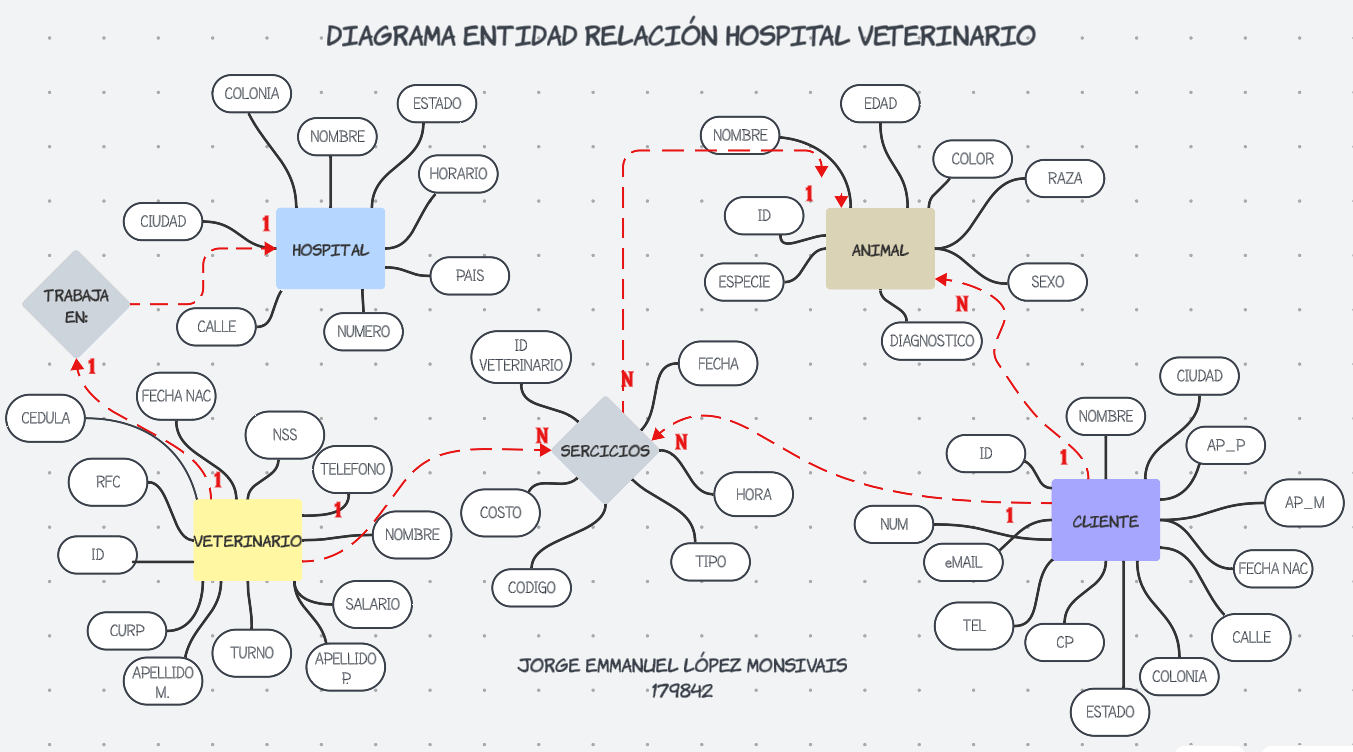 DIAGRAMA ENTIDAD RELACIÓN HOSPITAL VETERINARIO
COLONIA
ESTADO
NOMBRE
HORARIO
CIUDAD
1
HOSPITAL
PAIS
CALLE
NUMERO
TRABAJA
EN:
1
EDAD
NOMBRE
COLOR
RAZA
1
ID
ANIMAL
ESPECIE
SEXO
N
DIAGNOSTICO
ID
VETERINARIO
FECHA
N
N
SERCICIOS
N
HORA
COSTO
TIPO
CODIGO
FECHA NAC
CEDULA
NSS
TELEFONO
RFC
1
1
NOMBRE
VETERINARIO
ID
SALARIO
CURP
TURNO
APELLIDO
M.
APELLIDO
P.
CIUDAD
NOMBRE
AP_P
ID
1
AP_M
1
CLIENTE
NUM
eMAIL
FECHA NAC
TEL
CP
CALLE
COLONIA
ESTADO
JORGE EMMANUEL LÓPEZ MONSIVAIS
179842